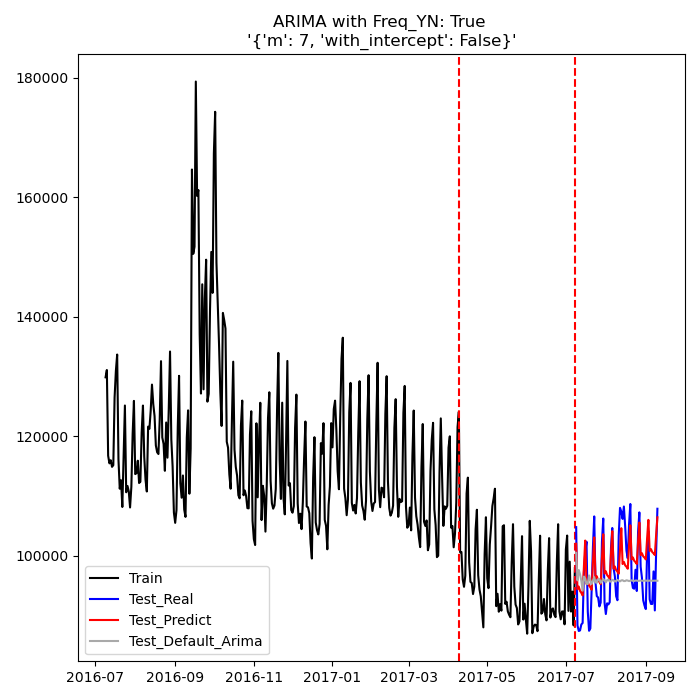 ARIMA with Freq_YN: True
'{'m': 7, 'with_intercept': False}'
180000
160000
140000
120000
100000
Train
Test_Real
Test_Predict
Test_Default_Arima
2016-07
2016-09
2016-11
2017-01
2017-03
2017-05
2017-07
2017-09